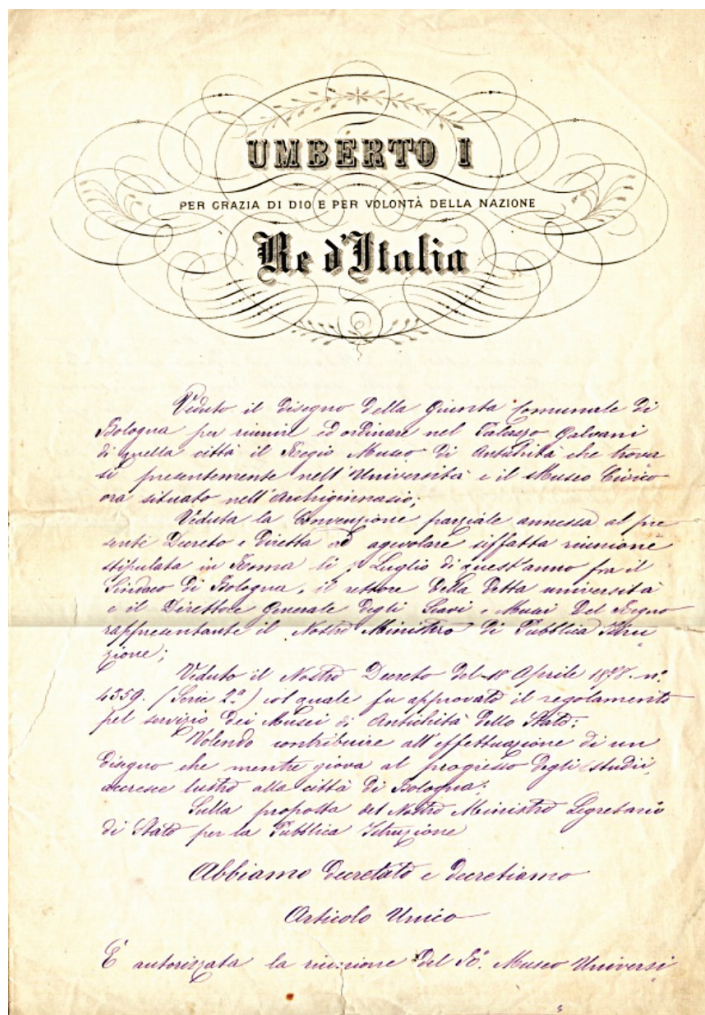 UMBERTO I
PER GRAZIA DI DIO E PER VOLONTÀ DELLA NAZIONE
Re d'Italia
Veduto il disegno della Giunta Comunale di
Bologna per riunire ed ordinare nel Palazzo Galvani
di quella città il Regio Museo di Antichità che trova
si presentemente nell'Università e il Museo Civico
ora situato nell'Archiginnasio;
Veduta la Convenzione parziale annessa al pre
sente Decreto e diretta ad agevolare siffatta riunione
stipulata in Roma li Luglio di quest'anno fra il
Sindaco di Bologna, il rettore della detta università
e il Direttore Generale degli Scavi e Musei del Regno
rappresentante il Nostro Ministro di Pubblica Istru
zione;
Veduto il Nostro Decreto del 18 Aprile 1878. n.
4359. (Serie 2.a) col quale fu approvato il regolamento
pel servizio dei Musei di Antichità dello Stato;
Volendo contribuire all'effettuazione di un
disegno che mentre giova al progresso degli studii,
accresce lustro alla città di Bologna;
Sulla proposta del Nostro Ministro Segretario
di Stato per la Pubblica Istruzione
Abbiamo decretato e decretiamo
Articolo Unico
E' autorizzata la riunione del Ro. Museo Universi